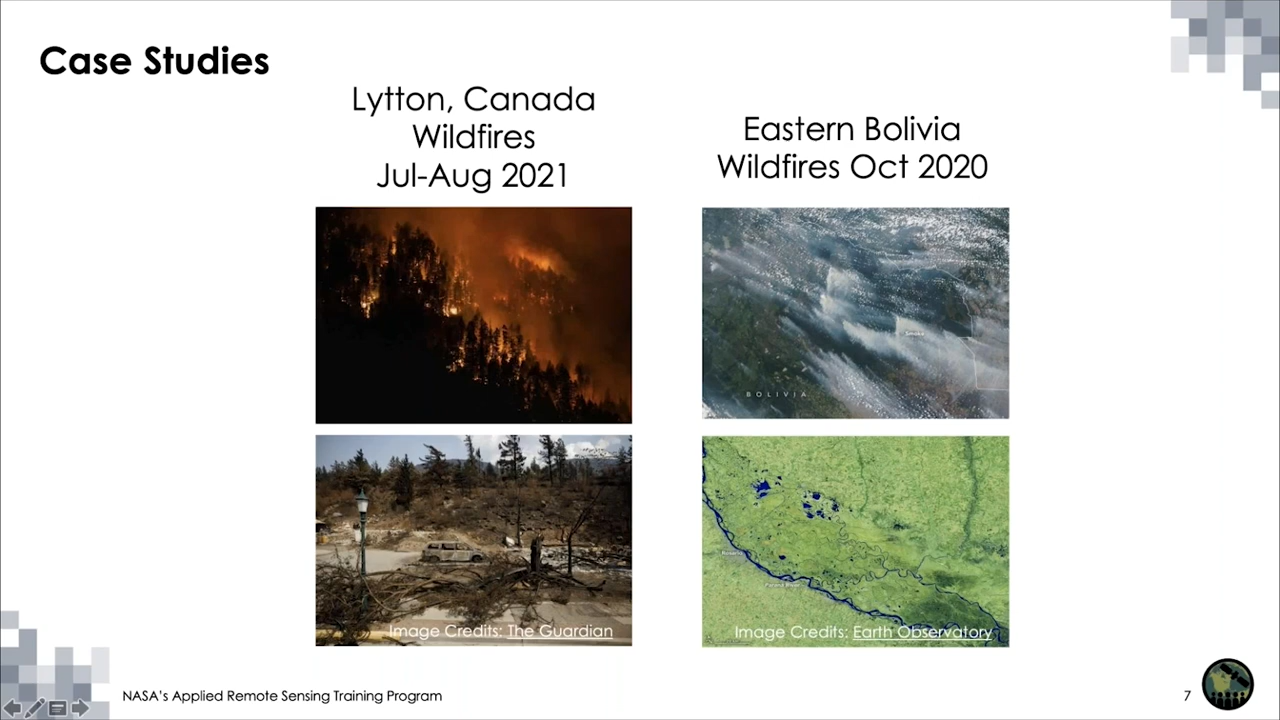 Case Studies
Lytton, Canada
Wildfires
Jul-Aug 2021
Eastern Bolivia
Wildfires Oct 2020
BOLIVIA
Image Credits: The Guardian
Image Credits: Earth Observatory
NASA's Applied Remote Sensing Training Program
7